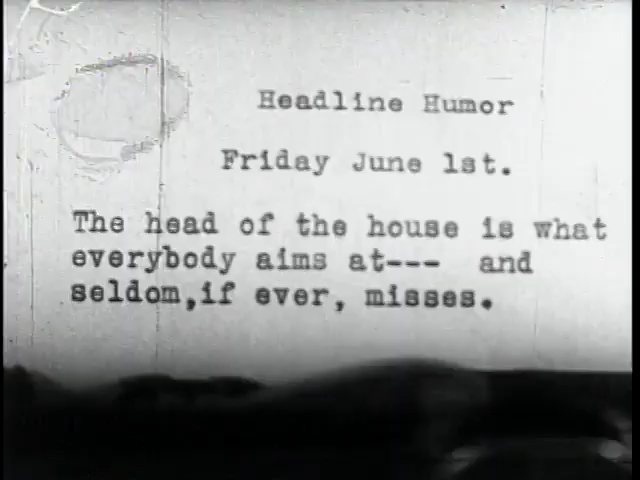 Headline Humor
Friday June 1st.
The head of the house is what
everybody aims at--- and
seldom,if ever, misses.